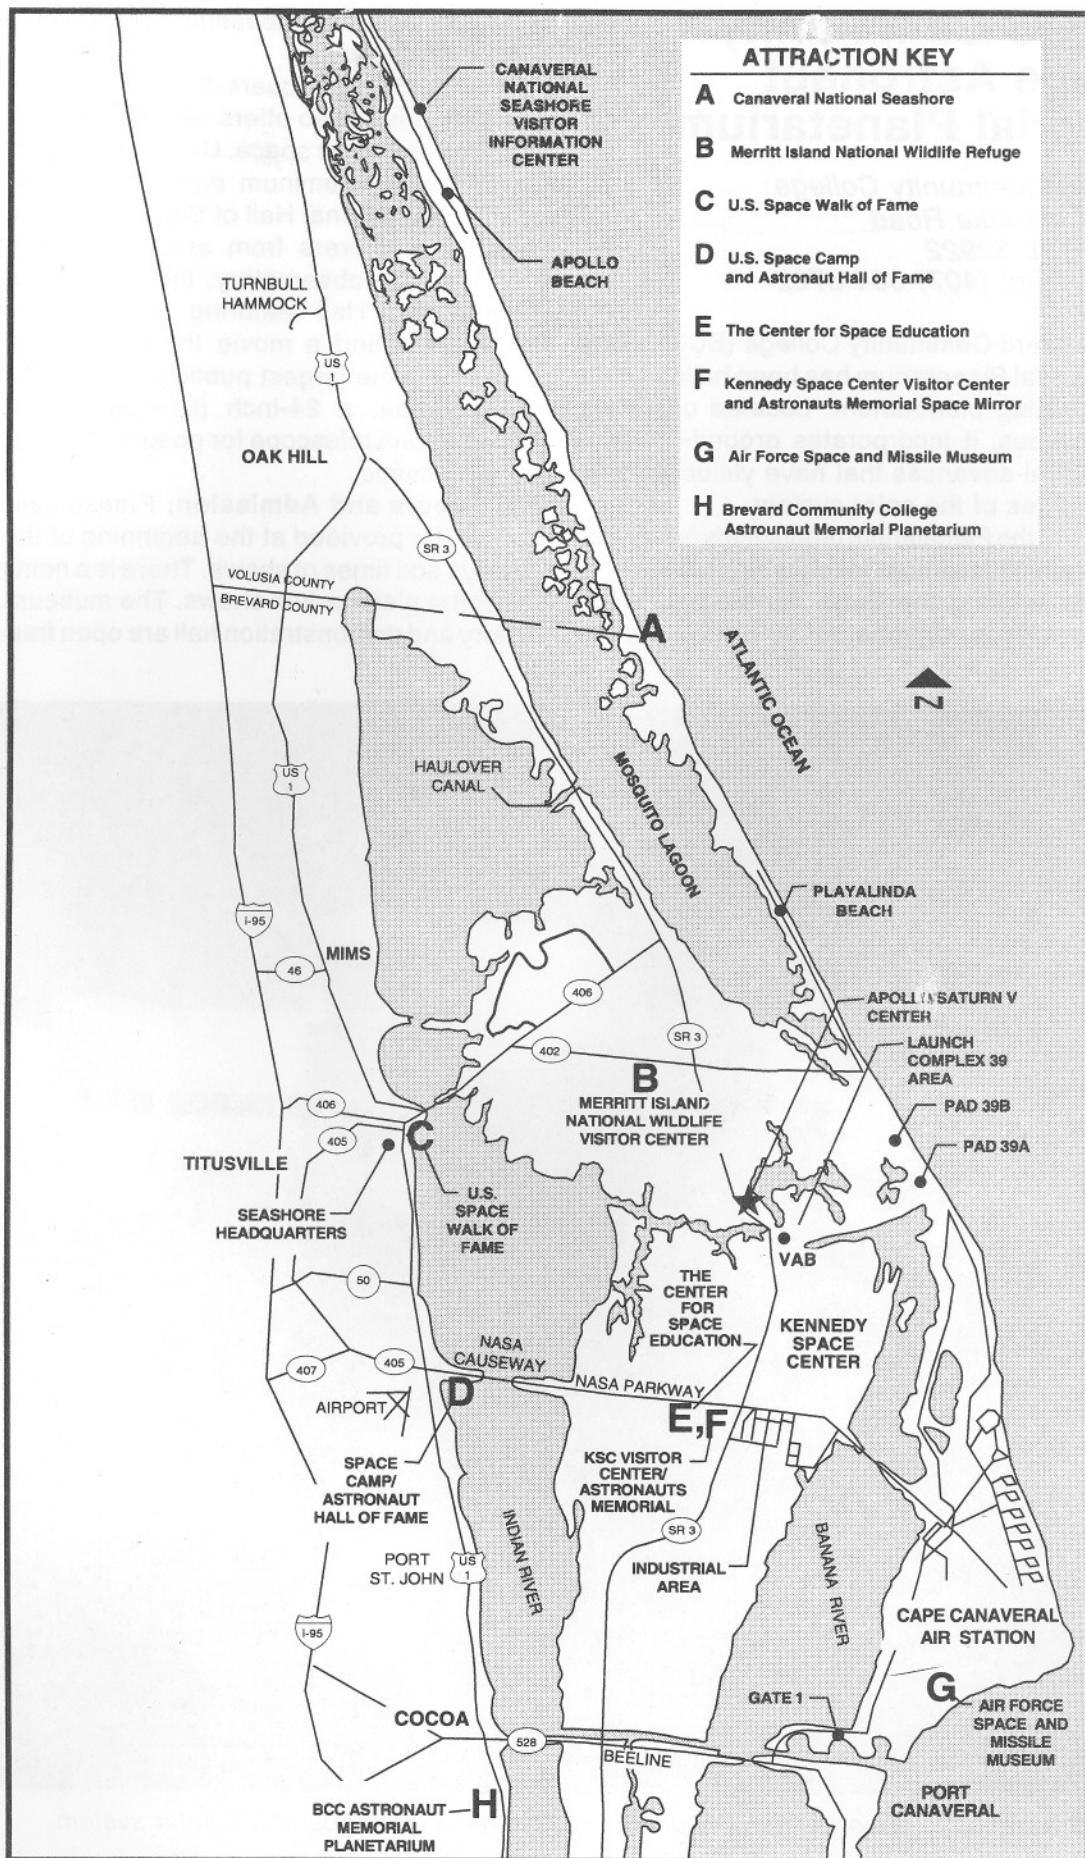 ATTRACTION KEY
A Canaveral National Seashore
B Merritt Island National Wildlife Refuge
C U.S. Space Walk of Fame
D U.S. Space Camp
and Astronaut Hall of Fame
E The Center for Space Education
F Kennedy Space Center Visitor Center
and Astronauts Memorial Space Mirror
G Air Force Space and Missile Museum
H Brevard Community College
Astrounaut Memorial Planetarium
CANAVERAL
NATIONAL
SEASHORE
VISITOR
INFORMATION
CENTER
APOLLO
BEACH
TURNBULL
HAMMOCK
US
1
OAK HILL
SR 3
VOLUSIA COUNTY
BREVARD COUNTY
A
ATLANTIC OCEAN
N
MOSQUITO LAGOON
HAULOVER
CANAL
US
1
PLAYALINDA
BEACH
I-95
MIMS
46
406
APOLLO/SATURN V
CENTER
SR 3
402
LAUNCH
COMPLEX 39
AREA
B
MERRITT ISLAND
NATIONAL WILDLIFE
VISITOR CENTER
PAD 39B
PAD 39A
406
405
C
TITUSVILLE
SEASHORE
HEADQUARTERS
U.S.
SPACE
WALK OF
FAME
VAB
50
THE
CENTER
FOR
SPACE
EDUCATION
KENNEDY
SPACE
CENTER
NASA
CAUSEWAY
407
405
NASA PARKWAY
AIRPORT
D
E,F
SPACE
CAMP/
ASTRONAUT
HALL OF FAME
KSC VISITOR
CENTER/
ASTRONAUTS
MEMORIAL
SR 3
INDUSTRIAL
AREA
INDIAN RIVER
BANANA RIVER
PORT
ST. JOHN
US
1
CAPE CANAVERAL
AIR STATION
I-95
G
GATE 1
AIR FORCE
SPACE AND
MISSILE
MUSEUM
COCOA
528
BEELINE
PORT
CANAVERAL
H
BCC ASTRONAUT
MEMORIAL
PLANETARIUM